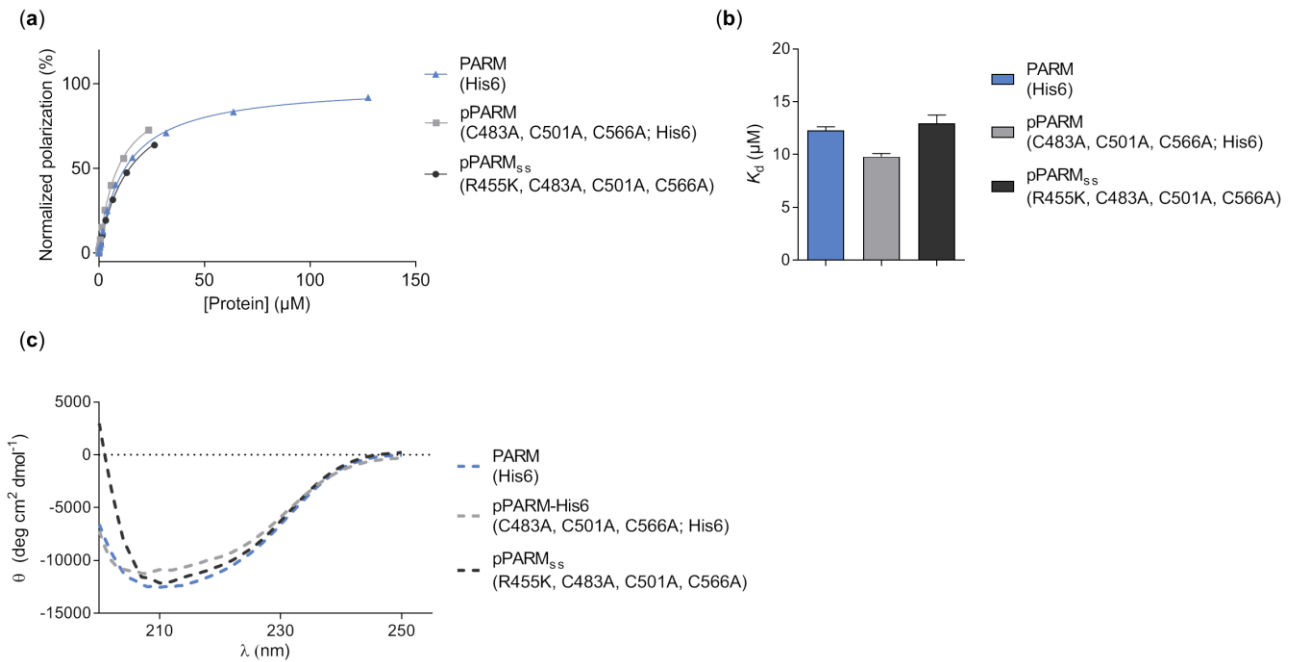 (a)
Normalized polarization (%)
100
50
0
0
50
100
150
[Protein] (µM)
PARM
(His6)
pPARM
(C483A, C501A, C566A; His6)
pPARMss
(R455K, C483A, C501A, C566A)
(b)
Kd (µM)
20
15
10
5
0
PARM
(His6)
pPARM
(C483A, C501A, C566A; His6)
pPARMss
(R455K, C483A, C501A, C566A)
(c)
θ (deg cm2 dmol-1)
5000
0
-5000
-10000
-15000
210
230
250
λ (nm)
PARM
(His6)
pPARM-His6
(C483A, C501A, C566A; His6)
pPARMss
(R455K, C483A, C501A, C566A)